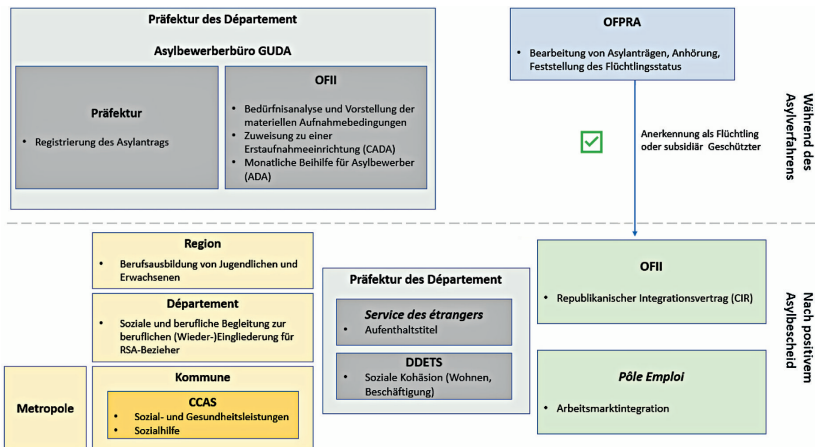 Präfektur des Département
Asylbewerberbüro GUDA
Präfektur
• Registrierung des Asylantrags
OFII
• Bedürfnisanalyse und Vorstellung der
materiellen Aufnahmebedingungen
• Zuweisung zu einer
Erstaufnahmeeinrichtung (CADA)
• Monatliche Beihilfe für Asylbewerber
(ADA)
OFPRA
• Bearbeitung von Asylanträgen, Anhörung,
Feststellung des Flüchtlingsstatus
Anerkennung als Flüchtling
oder subsidiär Geschützter
Während des
Asylverfahrens
Region
• Berufsausbildung von Jugendlichen und
Erwachsenen
Département
• Soziale und berufliche Begleitung zur
beruflichen (Wieder-)Eingliederung für
RSA-Bezieher
Metropole
Kommune
CCAS
• Sozial- und Gesundheitsleistungen
• Sozialhilfe
Präfektur des Département
Service des étrangers
• Aufenthaltstitel
DDETS
• Soziale Kohäsion (Wohnen,
Beschäftigung)
OFII
• Republikanischer Integrationsvertrag (CIR)
Pôle Emploi
• Arbeitsmarktintegration
Nach positivem
Asylbescheid